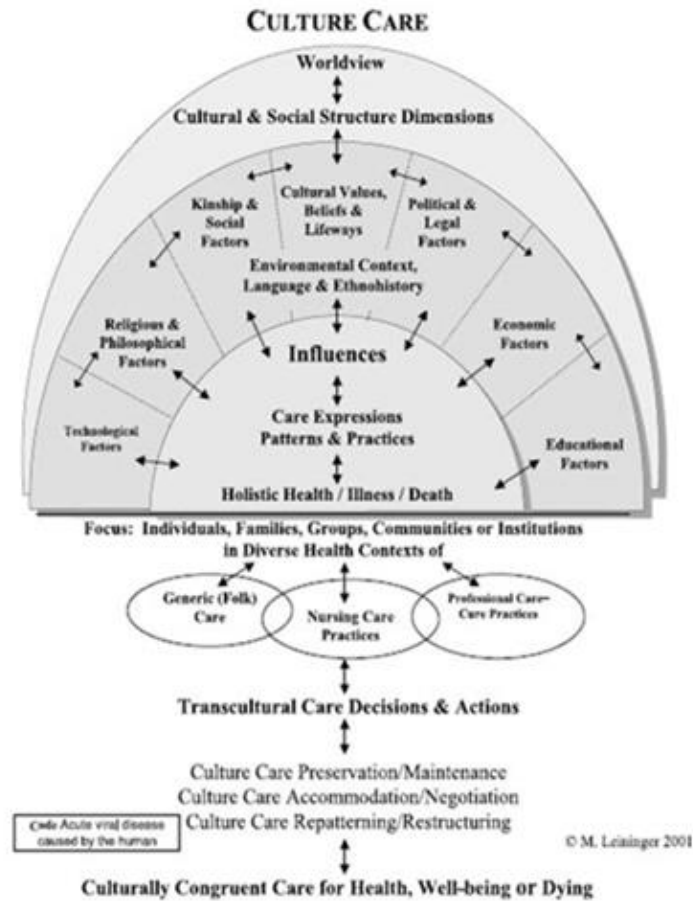 CULTURE CARE
Worldview
Cultural & Social Structure Dimensions
Cultural Values,
Beliefs &
Lifeways
Kinship &
Social
Factors
Political &
Legal
Factors
Environmental Context,
Language & Ethnohistory
Religious &
Philosophical
Factors
Economic
Factors
Influences
Technological
Factors
Care Expressions
Patterns & Practices
Educational
Factors
Holistic Health / Illness / Death
Focus: Individuals, Families, Groups, Communities or Institutions
in Diverse Health Contexts of
Generic (Folk)
Care
Nursing Care
Practices
Professional Care–
Cure Practices
Transcultural Care Decisions & Actions
Culture Care Preservation/Maintenance
Culture Care Accommodation/Negotiation
Culture Care Repatterning/Restructuring
Acute viral disease
caused by the human
© M. Leininger 2001
Culturally Congruent Care for Health, Well-being or Dying